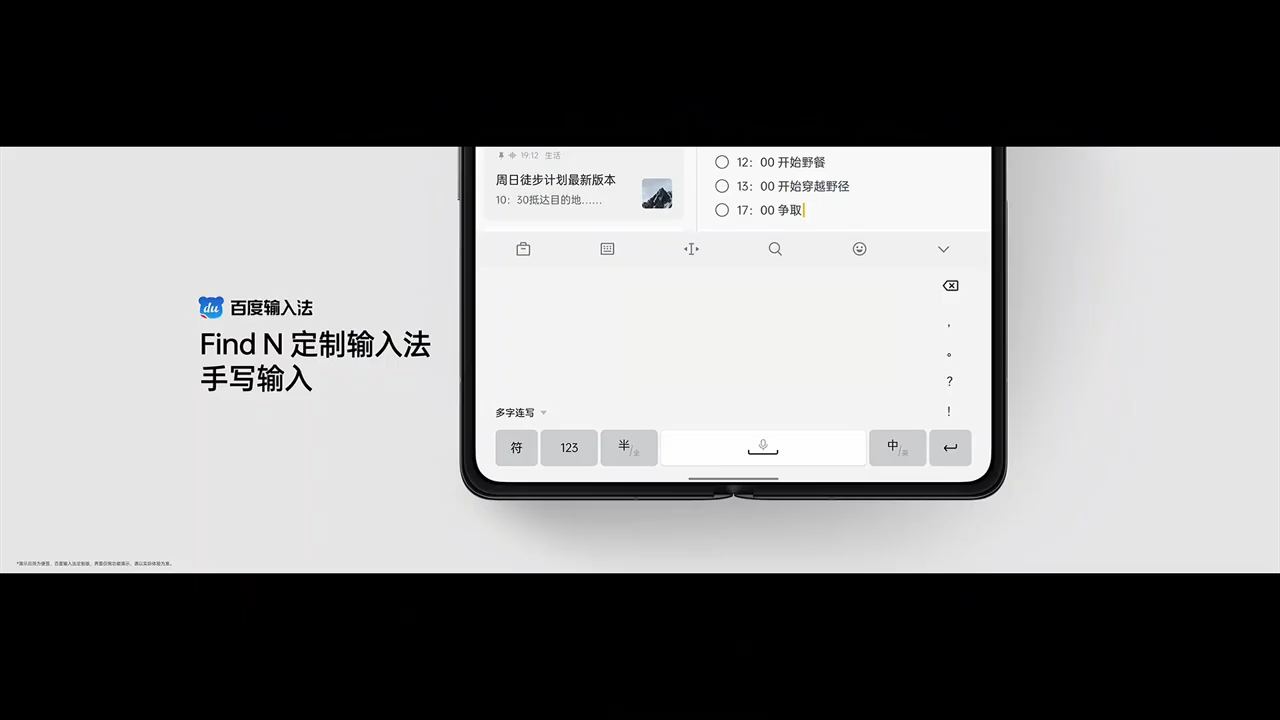 19:12 生活
周日徒步计划最新版本
10：30抵达目的地……
12：00 开始野餐
13：00 开始穿越野径
17：00 争取
du 百度输入法
Find N 定制输入法
手写输入
，
。
？
！
多字连写
符 123 半/全 中/英